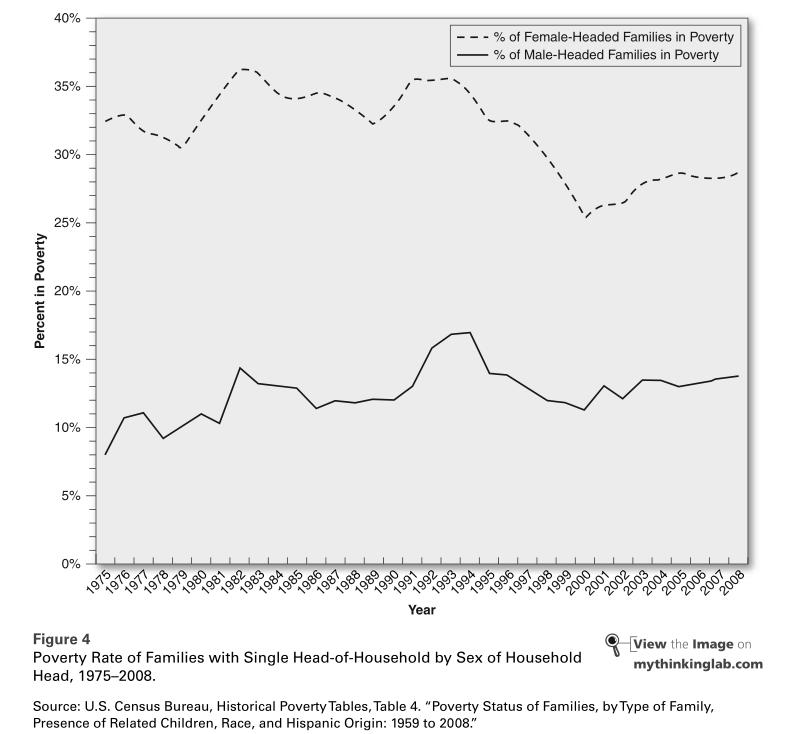 40%
% of Female-Headed Families in Poverty
% of Male-Headed Families in Poverty
35%
30%
25%
20%
15%
10%
5%
0%
Percent in Poverty
1975 1976 1977 1978 1979 1980 1981 1982 1983 1984 1985 1986 1987 1988 1989 1990 1991 1992 1993 1994 1995 1996 1997 1998 1999 2000 2001 2002 2003 2004 2005 2006 2007 2008
Year
Figure 4
Poverty Rate of Families with Single Head-of-Household by Sex of Household
Head, 1975–2008.
View the Image on
mythinkinglab.com
Source: U.S. Census Bureau, Historical Poverty Tables, Table 4. “Poverty Status of Families, by Type of Family,
Presence of Related Children, Race, and Hispanic Origin: 1959 to 2008.”